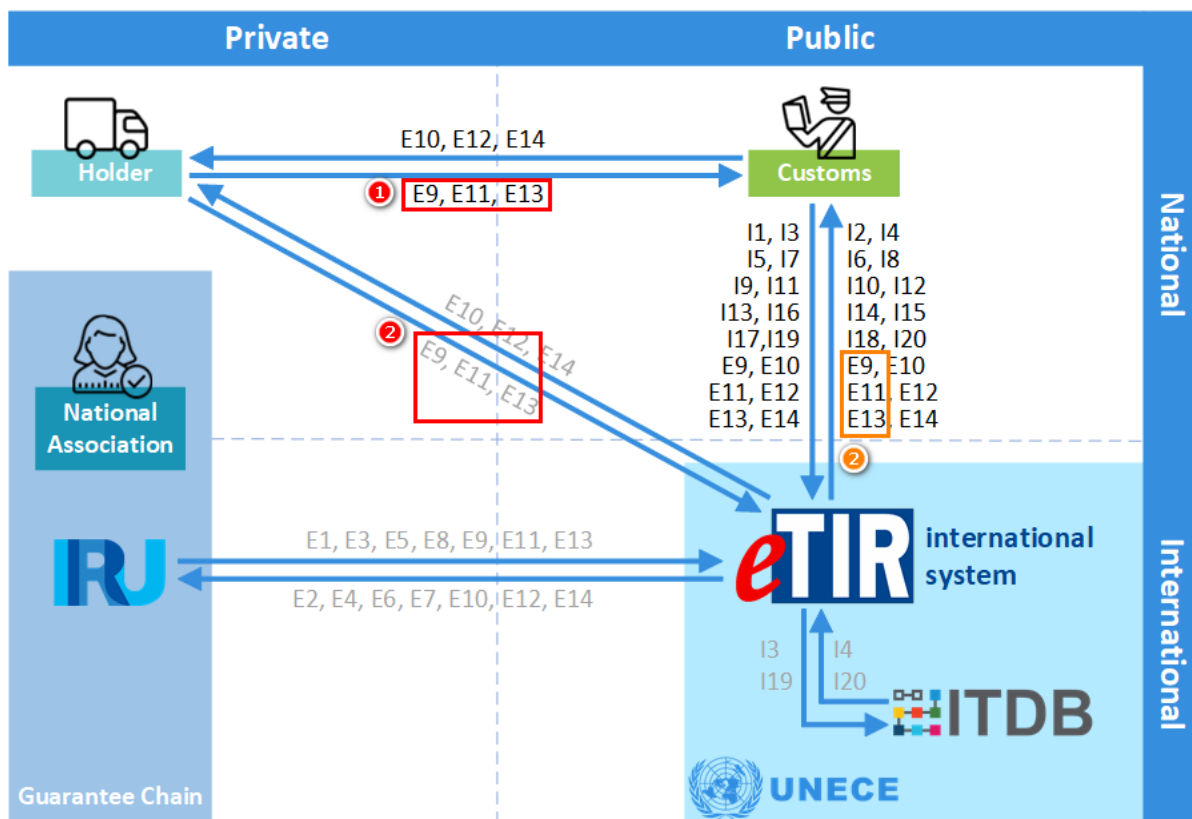 Private
Public
National
International
Holder
Customs
E10, E12, E14
1
E9, E11, E13
I1, I3
I5, I7
I9, I11
I13, I16
I17,I19
E9, E10
E11, E12
E13, E14
I2, I4
I6, I8
I10, I12
I14, I15
I18, I20
E9, E10
E11, E12
E13, E14
2
E10, E12, E14
2
E9, E11, E13
National
Association
IRU
E1, E3, E5, E8, E9, E11, E13
E2, E4, E6, E7, E10, E12, E14
eTIR
international
system
I3
I19
I4
I20
ITDB
UNECE
Guarantee Chain